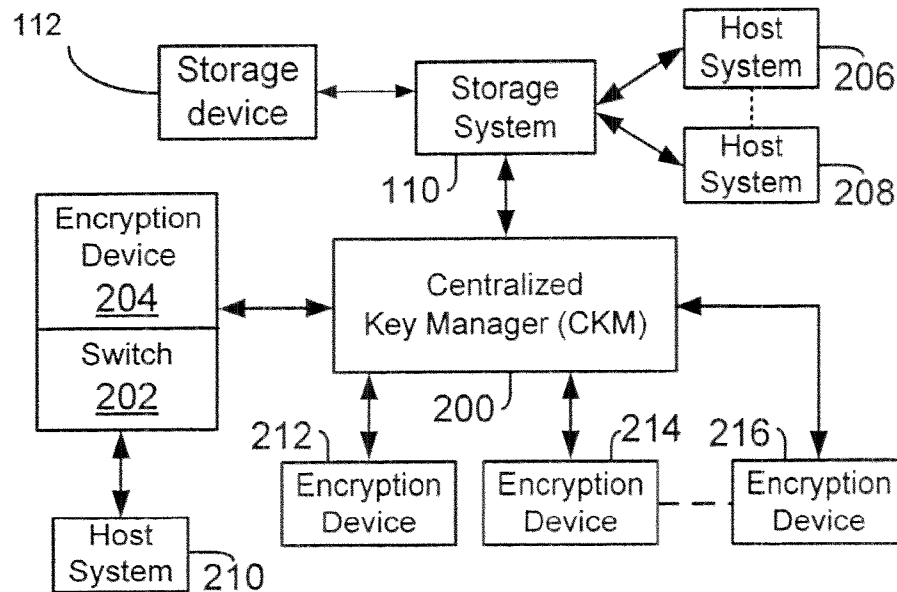 112
Storage
device
Storage
System
110
Host
System
206
Host
System
208
Encryption
Device
204
Switch
202
Centralized
Key Manager (CKM)
200
212
Encryption
Device
214
Encryption
Device
216
Encryption
Device
Host
System
210